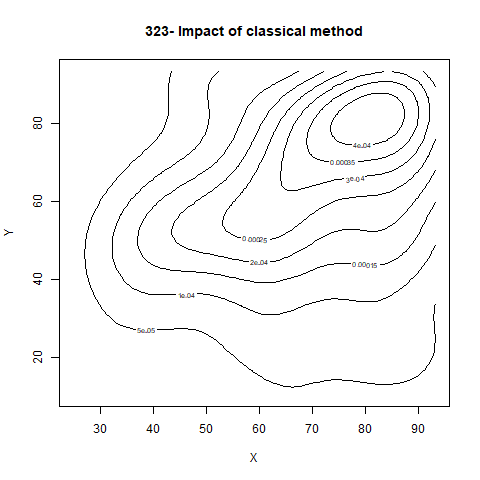 323- Impact of classical method
80
60
40
20
Y
4e-04
0.00035
3e-04
0.00025
2e-04
0.00015
1e-04
5e-05
30 40 50 60 70 80 90
X